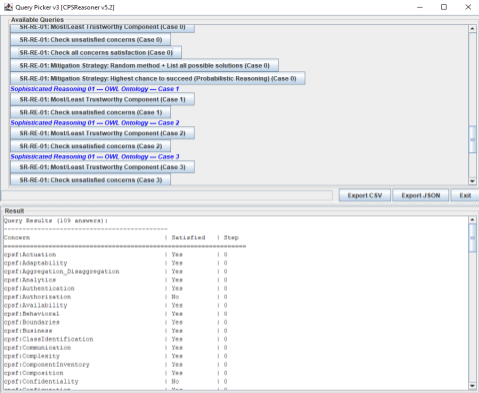 Query Picker v3 [CPSReasoner v5.2]
Available Queries
SR-RE-01: Most/Least Trustworthy Component (Case 0)
SR-RE-01: Check unsatisfied concerns (Case 0)
SR-RE-01: Check all concerns satisfaction (Case 0)
SR-RE-01: Mitigation Strategy: Random method + List all possible solutions (Case 0)
SR-RE-01: Mitigation Strategy: Highest chance to succeed (Probabilistic Reasoning) (Case 0)
Sophisticated Reasoning 01 --- OWL Ontology --- Case 1
SR-RE-01: Most/Least Trustworthy Component (Case 1)
SR-RE-01: Check unsatisfied concerns (Case 1)
Sophisticated Reasoning 01 --- OWL Ontology --- Case 2
SR-RE-01: Most/Least Trustworthy Component (Case 2)
SR-RE-01: Check unsatisfied concerns (Case 2)
Sophisticated Reasoning 01 --- OWL Ontology --- Case 3
SR-RE-01: Most/Least Trustworthy Component (Case 3)
SR-RE-01: Check unsatisfied concerns (Case 3)
Export CSV Export JSON Exit
Result
Query Results (109 answers):
Concern | Satisfied | Step
cpsf:Actuation | Yes | 0
cpsf:Adaptability | Yes | 0
cpsf:Aggregation_Disaggregation | Yes | 0
cpsf:Analytics | Yes | 0
cpsf:Authentication | Yes | 0
cpsf:Authorization | No | 0
cpsf:Availability | Yes | 0
cpsf:Behavioral | Yes | 0
cpsf:Boundaries | Yes | 0
cpsf:Business | Yes | 0
cpsf:ClassIdentification | Yes | 0
cpsf:Communication | Yes | 0
cpsf:Complexity | Yes | 0
cpsf:ComponentInventory | Yes | 0
cpsf:Composition | Yes | 0
cpsf:Confidentiality | No | 0